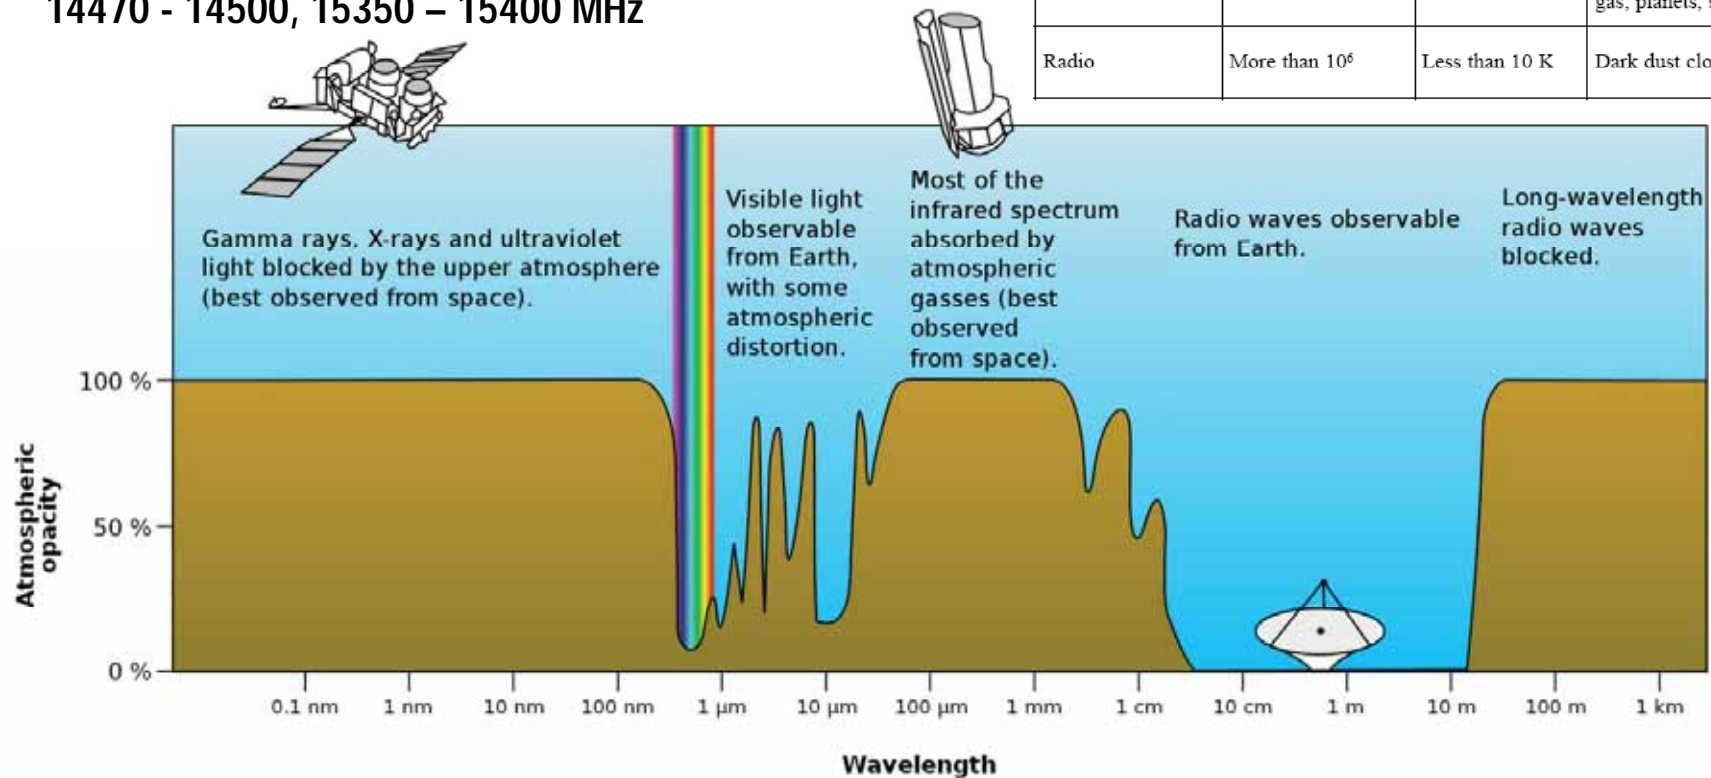 14470 - 14500, 15350 – 15400 MHz
Radio
More than 10⁶
Less than 10 K
Dark dust
gas, planets,
Gamma rays. X-rays and ultraviolet
light blocked by the upper atmosphere
(best observed from space).
Visible light
observable
from Earth,
with some
atmospheric
distortion.
Most of the
infrared spectrum
absorbed by
atmospheric
gasses (best
observed
from space).
Radio waves observable
from Earth.
Long-wavelength
radio waves
blocked.
100 %
50 %
0 %
Atmospheric
opacity
0.1 nm
1 nm
10 nm
100 nm
1 μm
10 μm
100 μm
1 mm
1 cm
10 cm
1 m
10 m
100 m
1 km
Wavelength